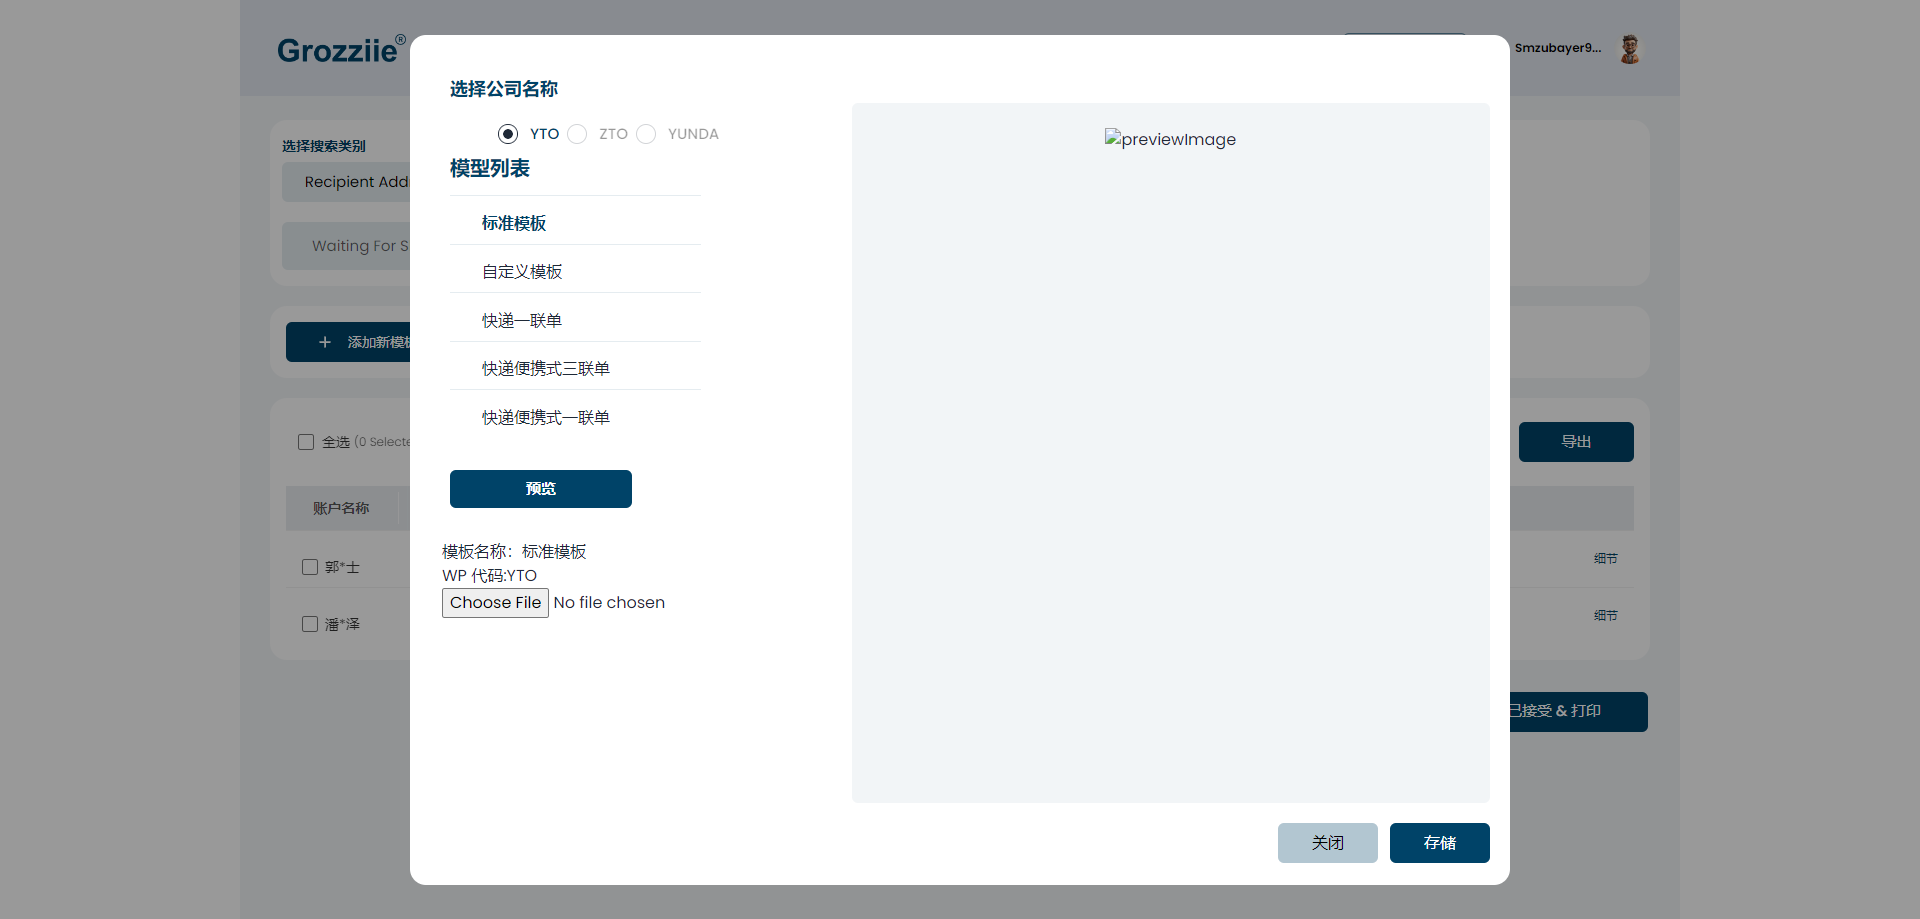 Grozziie®
Smzubayer9...
选择公司名称
YTO ZTO YUNDA
previewImage
选择搜索类别
模型列表
Recipient Add
标准模板
Waiting For S
自定义模板
快递一联单
+ 添加新模
快递便携式三联单
快递便携式一联单
全选 (0 Selecte
导出
预览
账户名称
模板名称：标准模板
细节
郭*士
WP 代码:YTO
Choose File No file chosen
细节
潘*泽
已接受 & 打印
关闭 存储